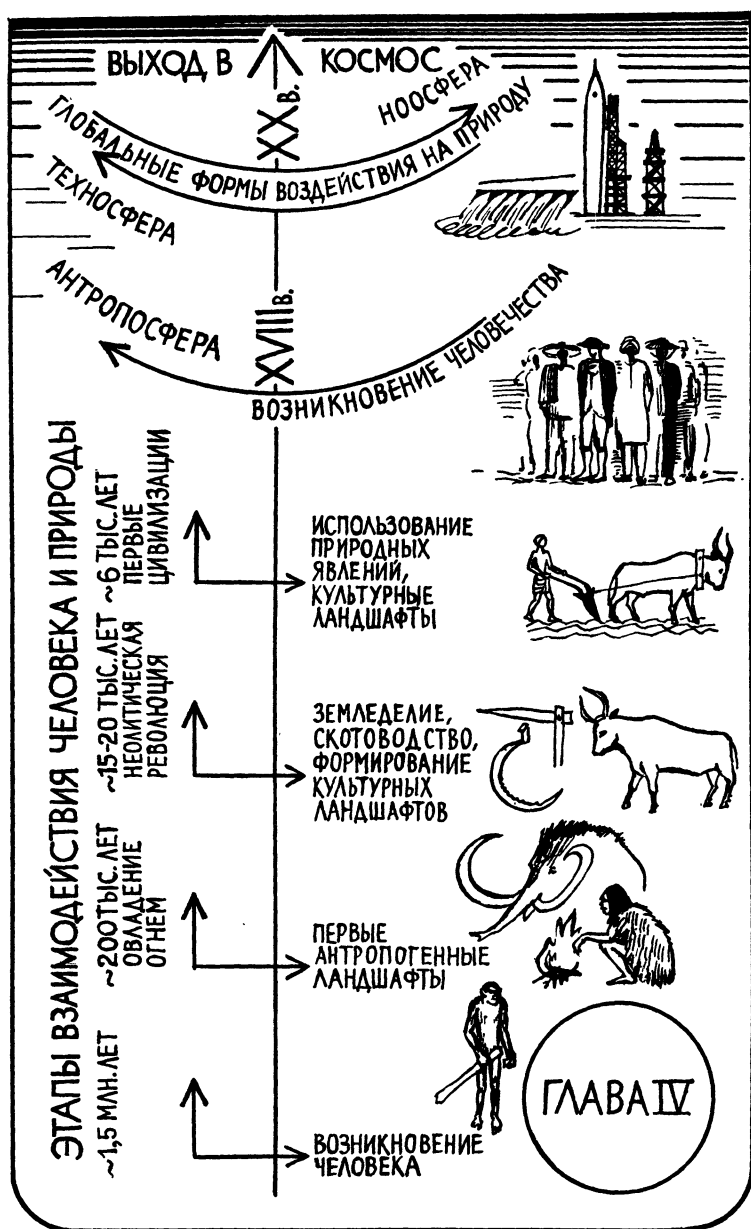 ВЫХОД В КОСМОС
XX в.
НООСФЕРА
ГЛОБАЛЬНЫЕ ФОРМЫ ВОЗДЕЙСТВИЯ НА ПРИРОДУ
ТЕХНОСФЕРА
АНТРОПОСФЕРА
XVIII в.
ВОЗНИКНОВЕНИЕ ЧЕЛОВЕЧЕСТВА
ЭТАПЫ ВЗАИМОДЕЙСТВИЯ ЧЕЛОВЕКА И ПРИРОДЫ
~6 ТЫС. ЛЕТ
ПЕРВЫЕ
ЦИВИЛИЗАЦИИ
ИСПОЛЬЗОВАНИЕ
ПРИРОДНЫХ
ЯВЛЕНИЙ,
КУЛЬТУРНЫЕ
ЛАНДШАФТЫ
~15-20 ТЫС. ЛЕТ
НЕОЛИТИЧЕСКАЯ
РЕВОЛЮЦИЯ
ЗЕМЛЕДЕЛИЕ,
СКОТОВОДСТВО,
ФОРМИРОВАНИЕ
КУЛЬТУРНЫХ
ЛАНДШАФТОВ
~200 ТЫС. ЛЕТ
ОВЛАДЕНИЕ
ОГНЕМ
ПЕРВЫЕ
АНТРОПОГЕННЫЕ
ЛАНДШАФТЫ
~1,5 МЛН. ЛЕТ
ВОЗНИКНОВЕНИЕ
ЧЕЛОВЕКА
ГЛАВА IV